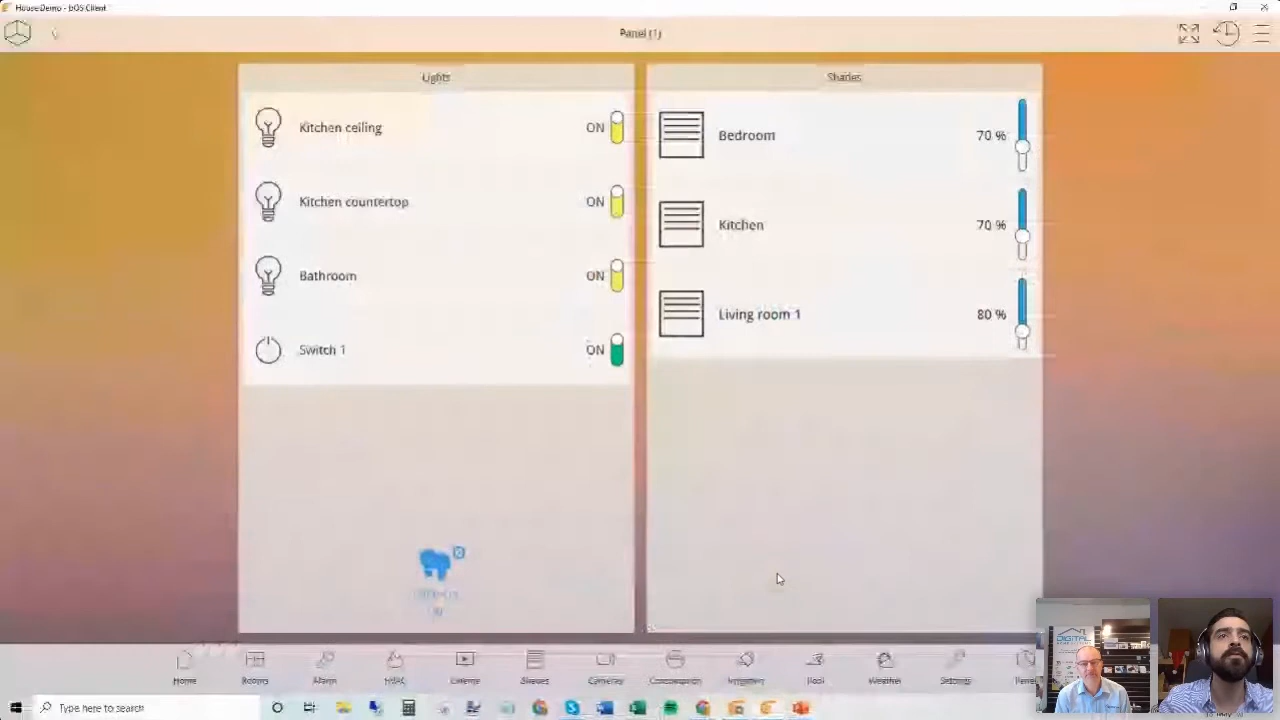 HouseDemo - bOS Client
Panel (1)
Lights
Kitchen ceiling
ON
Kitchen countertop
ON
Bathroom
ON
Switch 1
ON
Shades
Bedroom
70 %
Kitchen
70 %
Living room 1
80 %
Home
Rooms
Alarm
HVAC
Cinema
Shades
Cameras
Consumption
Irrigation
Pool
Weather
Settings
DIGITAL
Type here to search